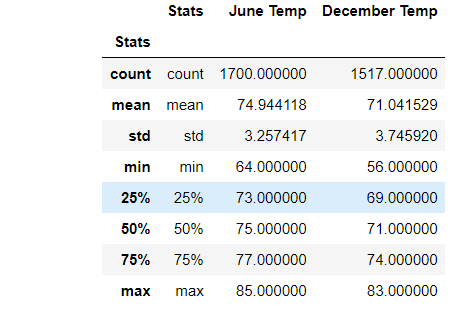 Stats June Temp December Temp
Stats
count count 1700.000000 1517.000000
mean mean 74.944118 71.041529
std std 3.257417 3.745920
min min 64.000000 56.000000
25% 25% 73.000000 69.000000
50% 50% 75.000000 71.000000
75% 75% 77.000000 74.000000
max max 85.000000 83.000000